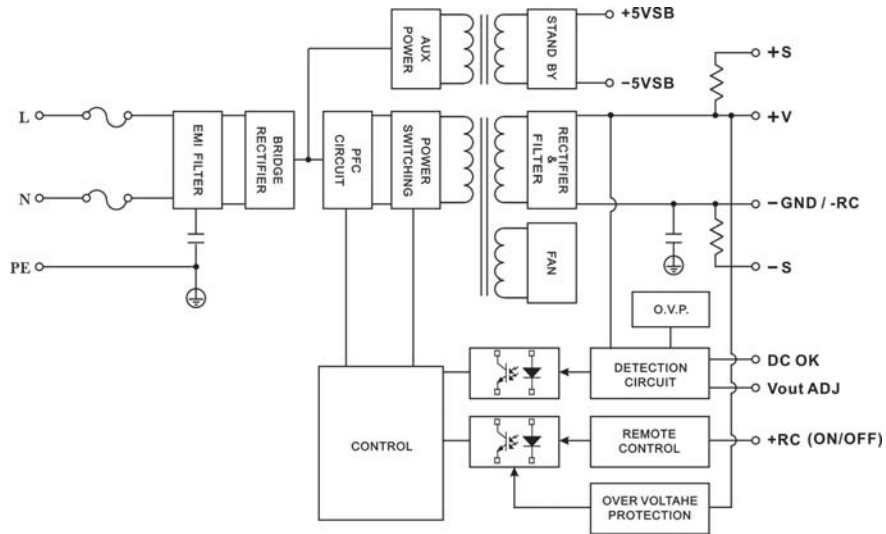 +5VSB
AUX
POWER
STAND BY
−5VSB
+S
L
EMI FILTER
BRIDGE
RECTIFIER
PFC
CIRCUIT
POWER
SWITCHING
RECTIFIER
&
FILTER
+V
N
−GND / -RC
PE
FAN
−S
O.V.P.
DETECTION
CIRCUIT
DC OK
Vout ADJ
CONTROL
REMOTE
CONTROL
+RC (ON/OFF)
OVER VOLTAHE
PROTECTION